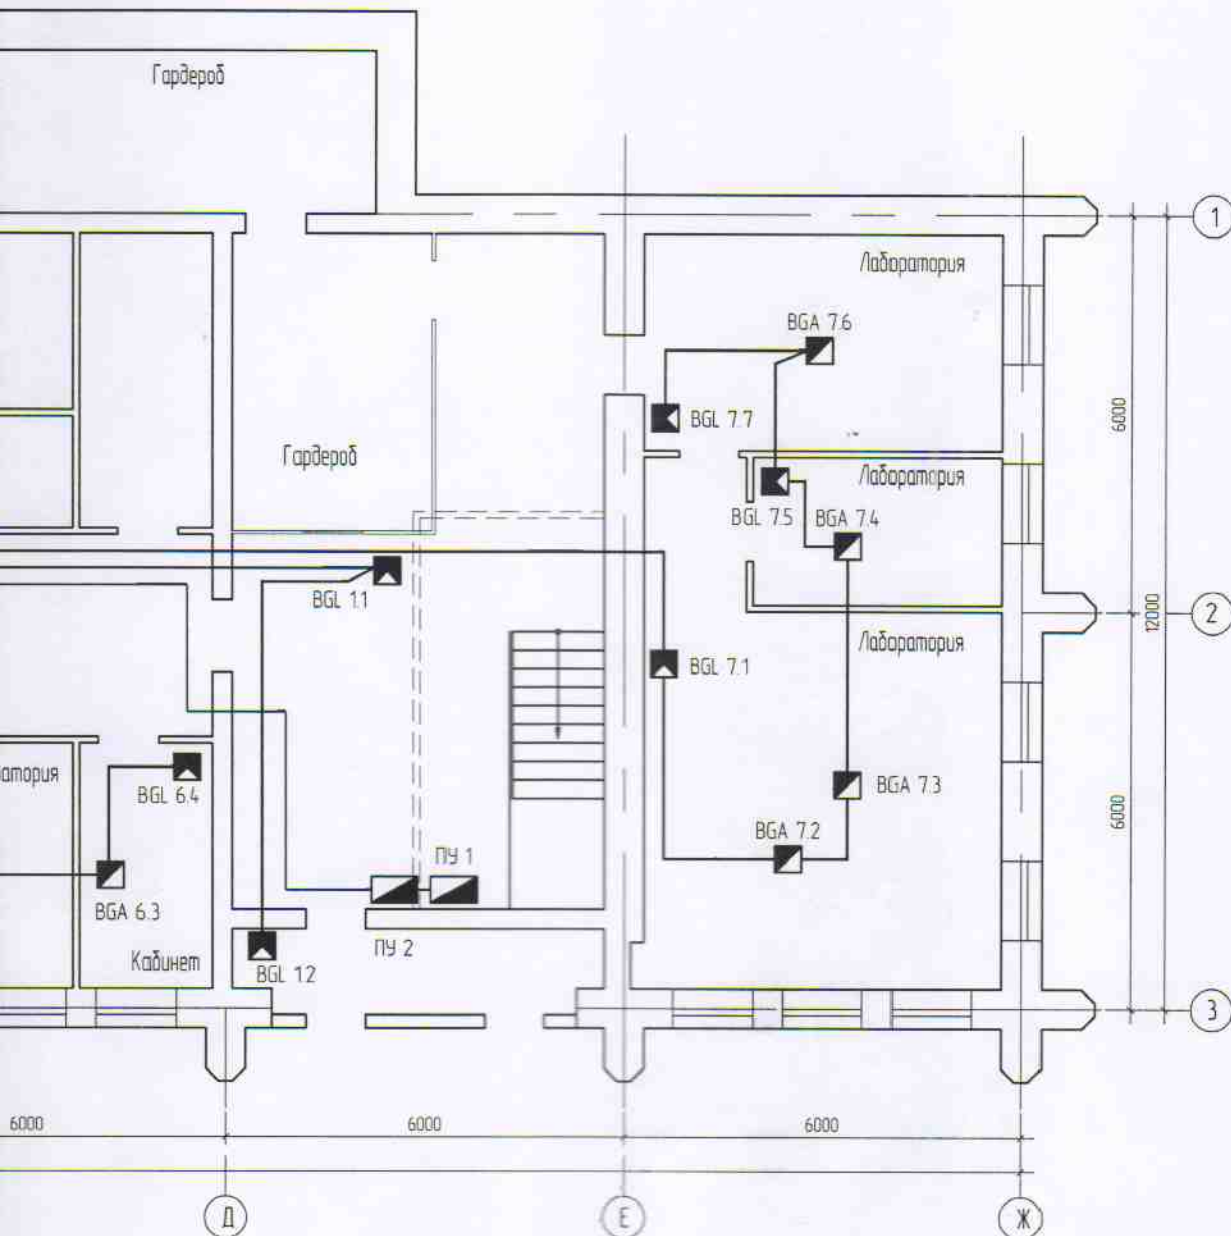 Гардероб
1
Лаборатория
BGA 7.6
6000
BGL 7.7
Гардероб
Лаборатория
BGL 7.5
BGA 7.4
BGL 1.1
2
12000
Лаборатория
BGL 7.1
атория
BGL 6.4
BGA 7.3
6000
BGA 7.2
ПУ 1
BGA 6.3
ПУ 2
Кабинет
BGL 1.2
3
6000
6000
6000
Д
Е
Ж